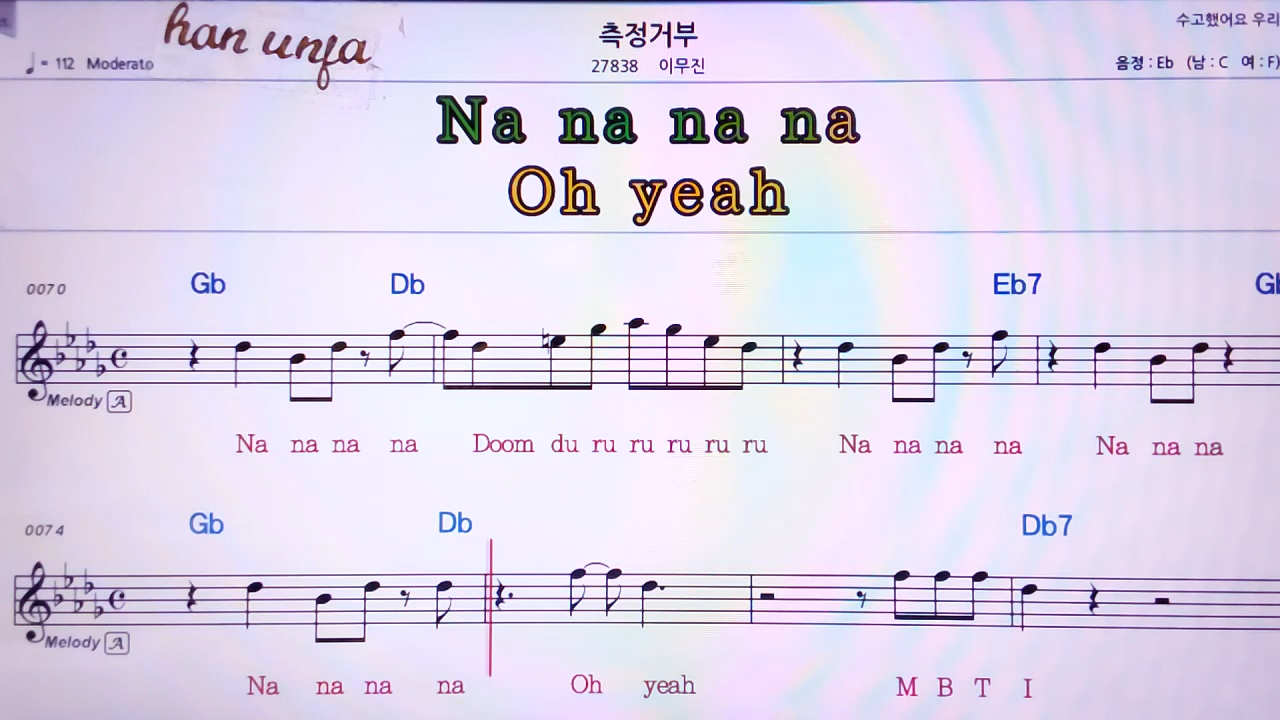 han unja
측정거부
수고했어요 우리
= 112 Moderato
27838 이무진
음정 : Eb (남 : C 여 : F)
Na na na na
Oh yeah
0070 Gb Db Eb7
Melody A
Na na na na Doom du ru ru ru ru ru Na na na na Na na na
0074 Gb Db Db7
Melody A
Na na na na Oh yeah M B T I